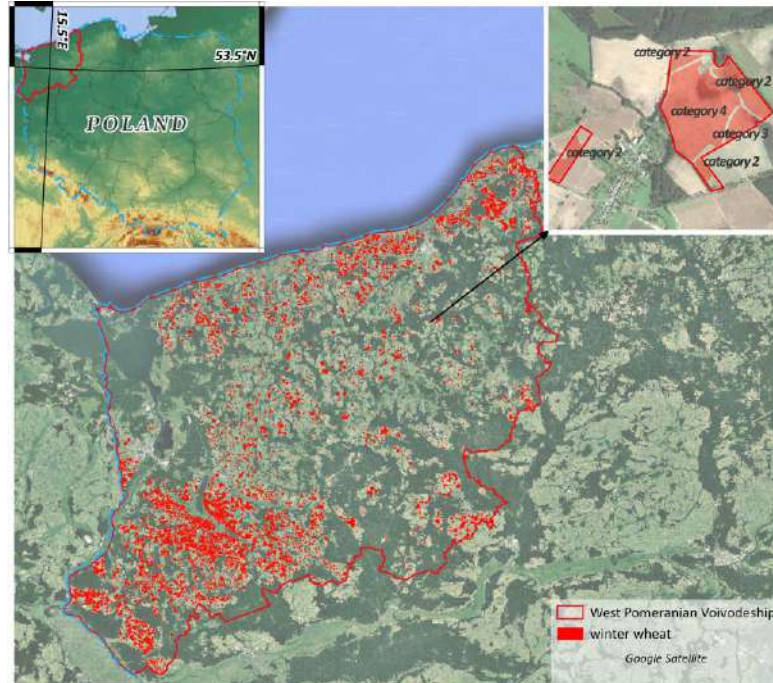 15.5°E
53.5°N
POLAND
category 2
category 2
category 4
category 3
category 2
category 2
West Pomeranian Voivodeship
winter wheat
Google Satellite